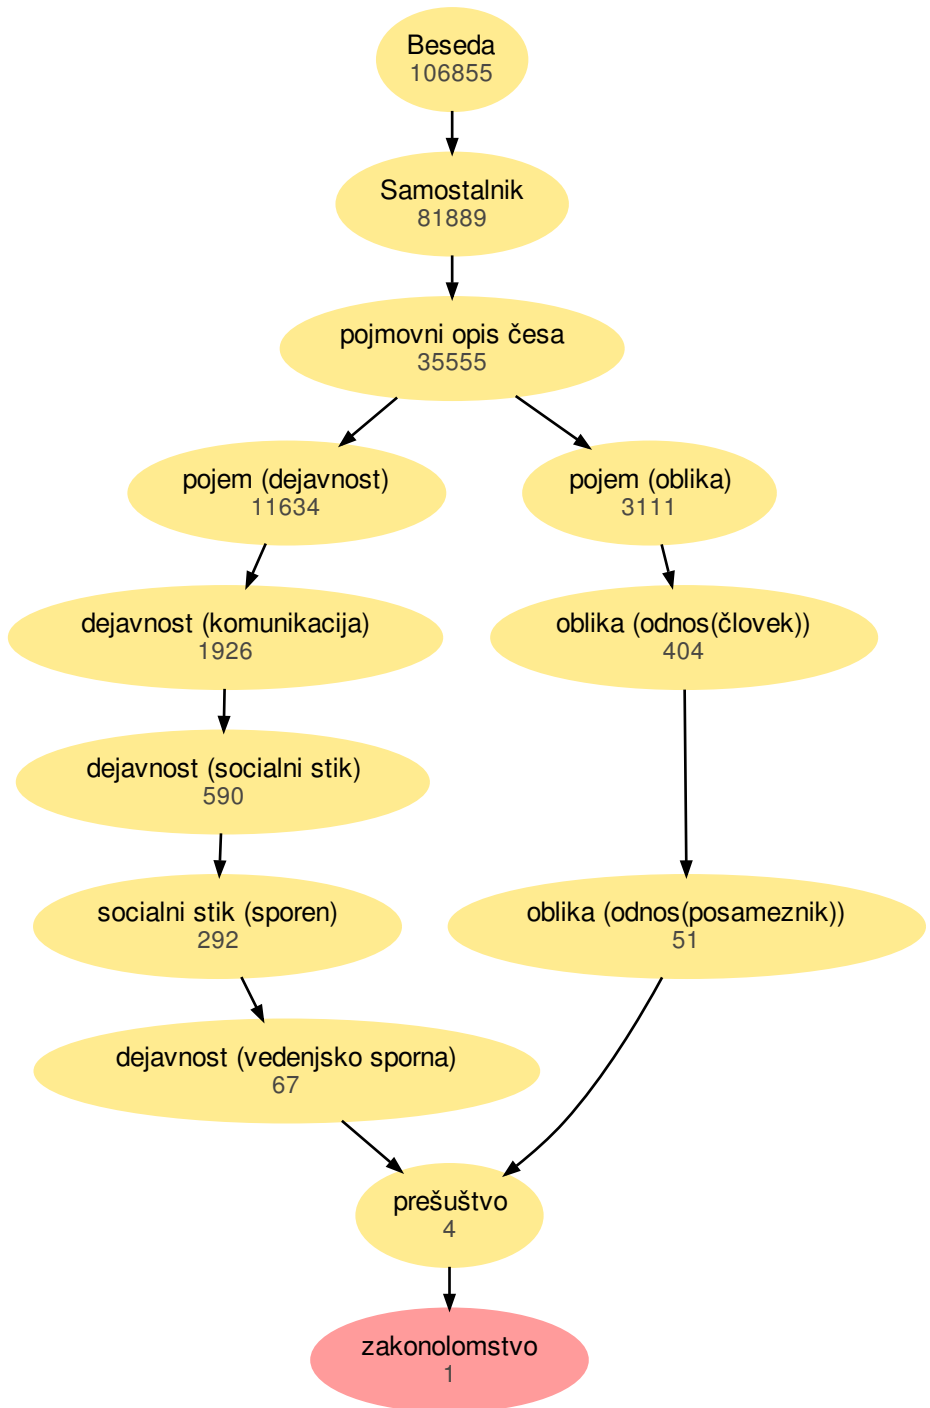 Beseda
106855
Samostalnik
81889
pojmovni opis česa
35555
pojem (dejavnost)
11634
pojem (oblika)
3111
dejavnost (komunikacija)
1926
oblika (odnos(človek))
404
dejavnost (socialni stik)
590
socialni stik (sporen)
292
oblika (odnos(posameznik))
51
dejavnost (vedenjsko sporna)
67
prešuštvo
4
zakonolomstvo
1